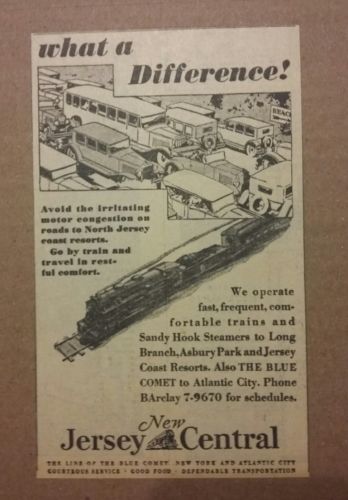 what a
Difference!
BEACH
Avoid the irritating
motor congestion on
roads to North Jersey
coast resorts.
Go by train and
travel in rest-
ful comfort.
We operate
fast, frequent, com-
fortable trains and
Sandy Hook Steamers to Long
Branch, Asbury Park and Jersey
Coast Resorts. Also THE BLUE
COMET to Atlantic City. Phone
BArclay 7-9670 for schedules.
New
Jersey Central
THE LINE OF THE BLUE COMET, NEW YORK AND ATLANTIC CITY
COURTEOUS SERVICE · GOOD FOOD · DEPENDABLE TRANSPORTATION